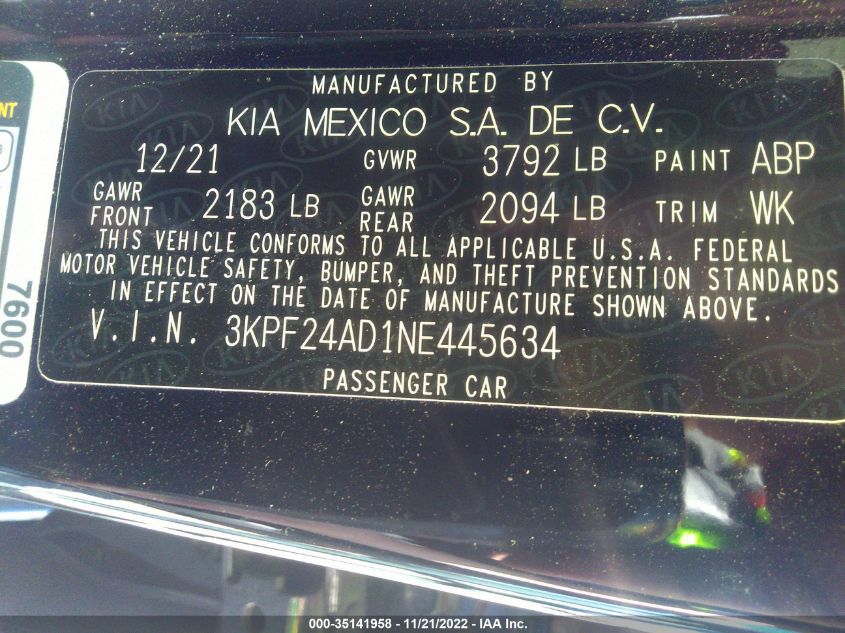 NT
7600
MANUFACTURED BY
KIA MEXICO S.A. DE C.V.
12/21 GVWR 3792 LB PAINT ABP
GAWR FRONT 2183 LB GAWR REAR 2094 LB TRIM WK
THIS VEHICLE CONFORMS TO ALL APPLICABLE U.S.A. FEDERAL
MOTOR VEHICLE SAFETY, BUMPER, AND THEFT PREVENTION STANDARDS
IN EFFECT ON THE DATE OF MANUFACTURE SHOWN ABOVE.
V.I.N. 3KPF24AD1NE445634
PASSENGER CAR
000-35141958 - 11/21/2022 - IAA Inc.